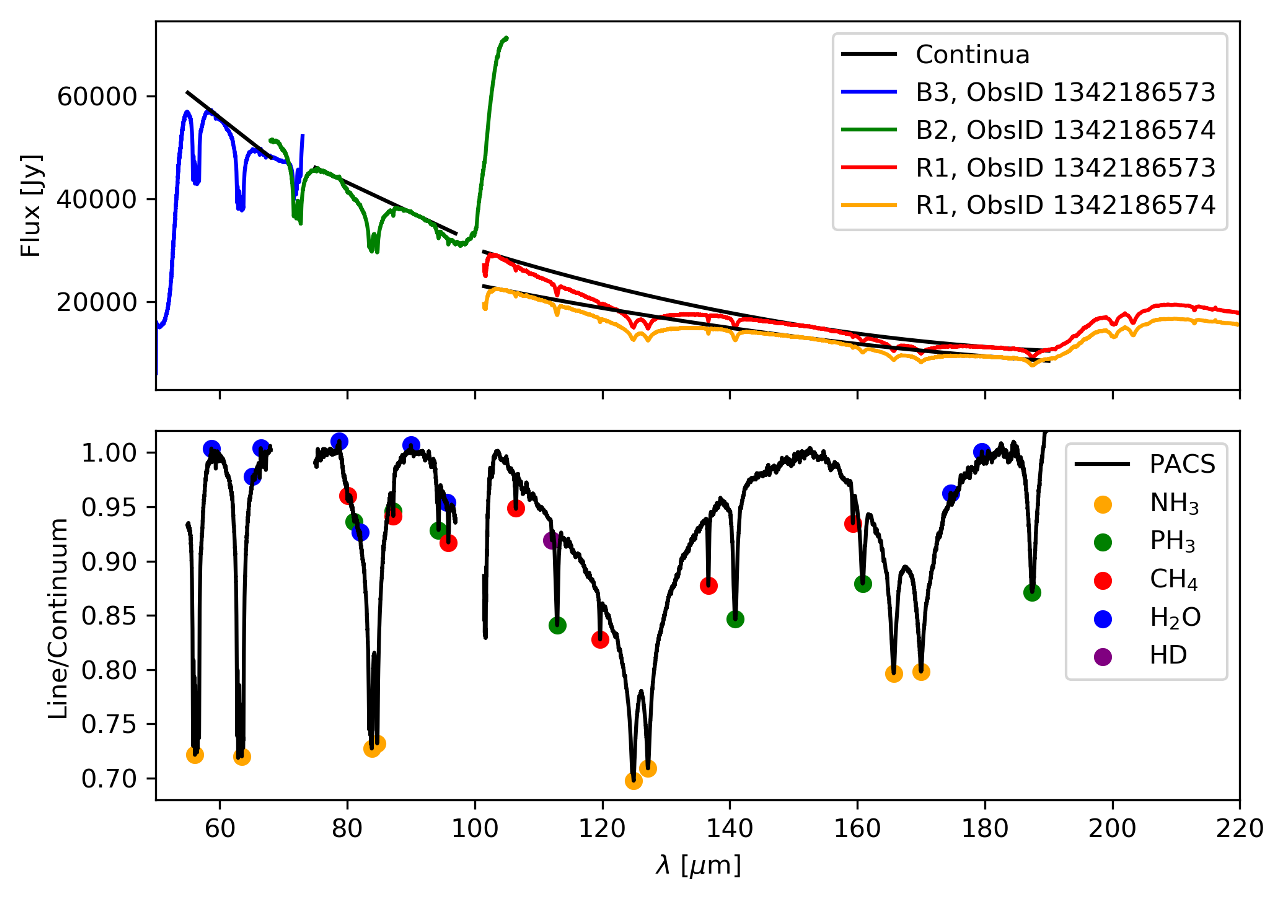 60000
40000
20000
Flux [Jy]
Continua
B3, ObsID 1342186573
B2, ObsID 1342186574
R1, ObsID 1342186573
R1, ObsID 1342186574
1.00
0.95
0.90
0.85
0.80
0.75
0.70
Line/Continuum
PACS
NH₃
PH₃
CH₄
H₂O
HD
60 80 100 120 140 160 180 200 220
λ [μm]